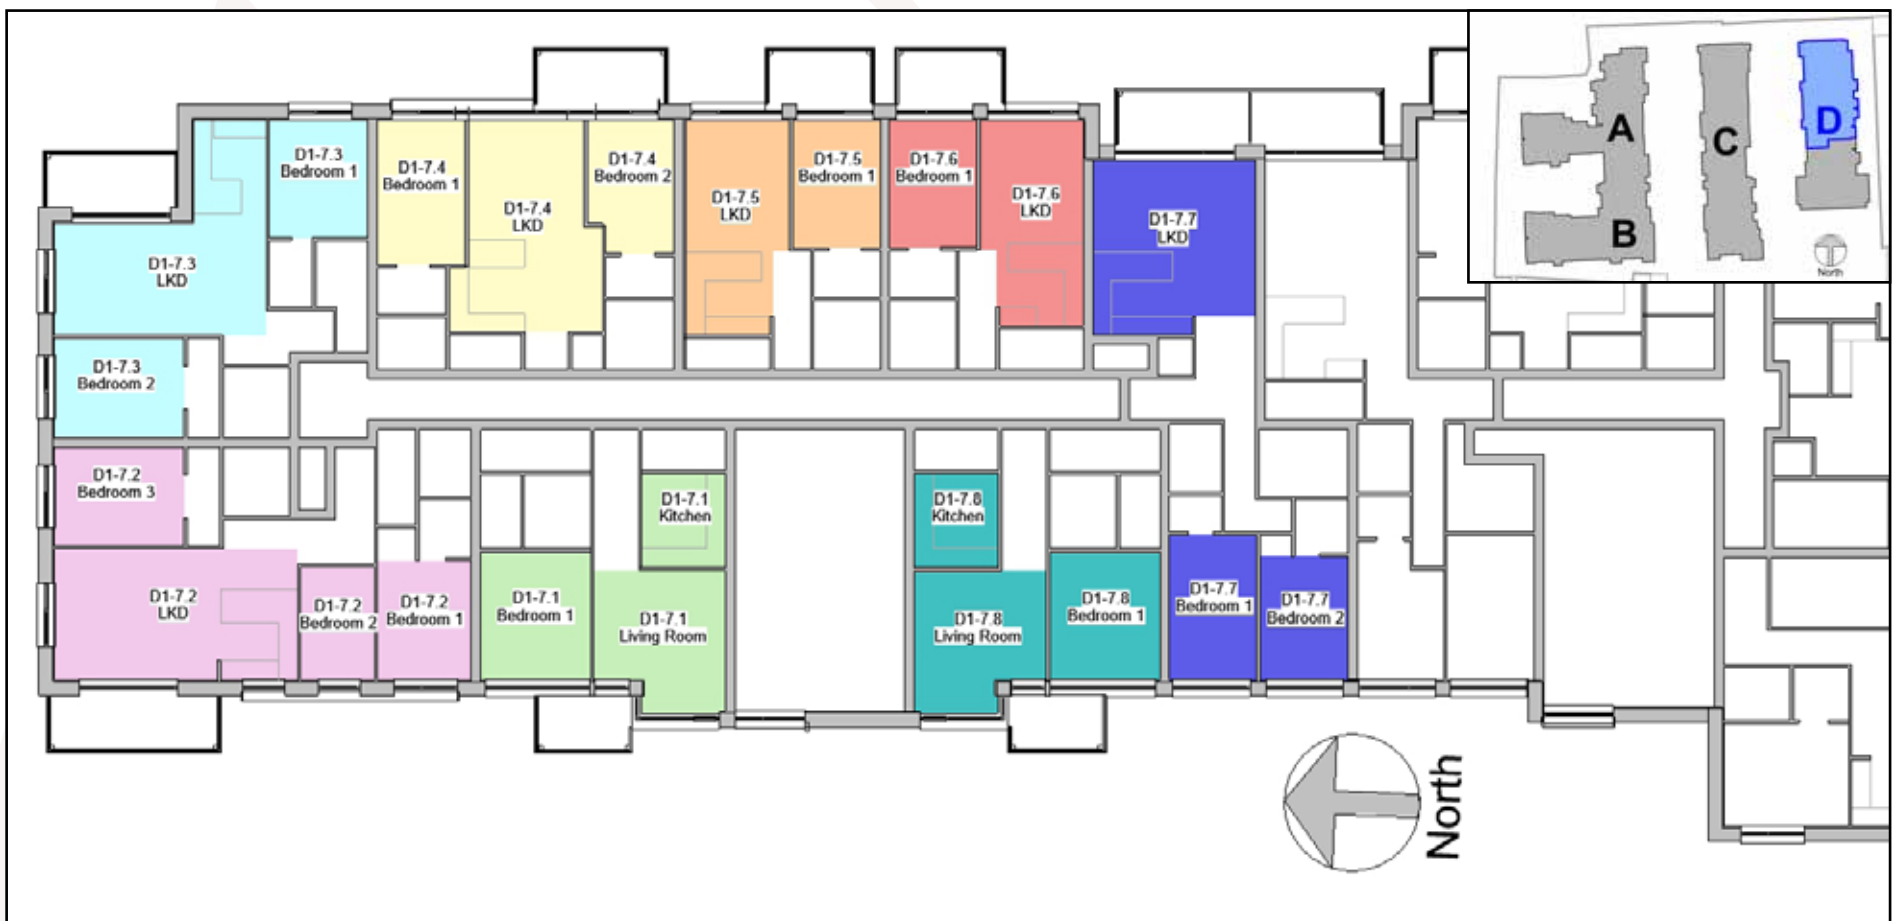 D1-7.3
Bedroom 1
D1-7.4
Bedroom 1
D1-7.4
LKD
D1-7.4
Bedroom 2
D1-7.5
LKD
D1-7.5
Bedroom 1
D1-7.6
Bedroom 1
D1-7.6
LKD
D1-7.7
LKD
D1-7.3
LKD
D1-7.3
Bedroom 2
D1-7.2
Bedroom 3
D1-7.2
LKD
D1-7.2
Bedroom 2
D1-7.2
Bedroom 1
D1-7.1
Bedroom 1
D1-7.1
Kitchen
D1-7.1
Living Room
D1-7.8
Kitchen
D1-7.8
Living Room
D1-7.8
Bedroom 1
D1-7.7
Bedroom 1
D1-7.7
Bedroom 2
A
B
C
D
North
North